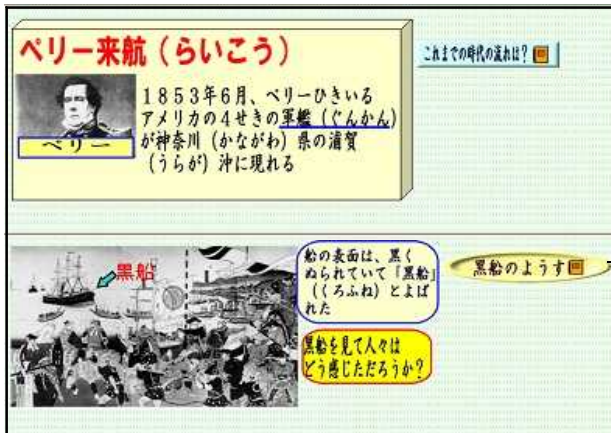 ペリー来航（らいこう）
これまでの時代の流れは？
１８５３年６月、ペリーひきいる
アメリカの４せきの軍艦（ぐんかん）
が神奈川（かながわ）県の浦賀
（うらが）沖に現れる
ペリー
黒船
船の表面は、黒く
ぬられていて「黒船」
（くろふね）とよば
れた
黒船のようす
黒船を見て人々は
どう感じただろうか？